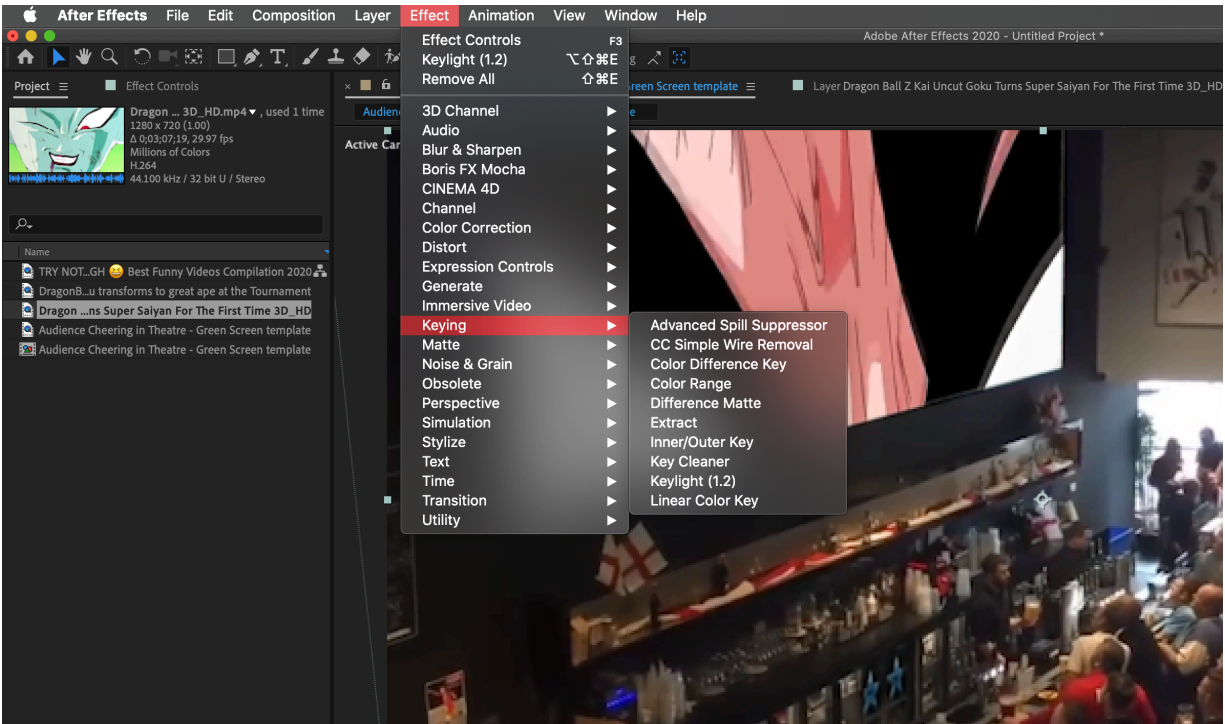 After Effects File Edit Composition Layer Effect Animation View Window Help
Adobe After Effects 2020 - Untitled Project *
Effect Controls F3
Keylight (1.2) ⌥⇧⌘E
Remove All ⇧⌘E
Project Effect Controls
Green Screen template
Layer Dragon Ball Z Kai Uncut Goku Turns Super Saiyan For The First Time 3D_HD
Dragon ... 3D_HD.mp4 , used 1 time
1280 x 720 (1.00)
Δ 0;03;07;19, 29.97 fps
Millions of Colors
H.264
44.100 kHz / 32 bit U / Stereo
Active Car
Name
TRY NOT...GH 😆 Best Funny Videos Compilation 2020
DragonB...u transforms to great ape at the Tournament
Dragon ...ns Super Saiyan For The First Time 3D_HD
Audience Cheering in Theatre - Green Screen template
Audience Cheering in Theatre - Green Screen template
3D Channel
Audio
Blur & Sharpen
Boris FX Mocha
CINEMA 4D
Channel
Color Correction
Distort
Expression Controls
Generate
Immersive Video
Keying
Matte
Noise & Grain
Obsolete
Perspective
Simulation
Stylize
Text
Time
Transition
Utility
Advanced Spill Suppressor
CC Simple Wire Removal
Color Difference Key
Color Range
Difference Matte
Extract
Inner/Outer Key
Key Cleaner
Keylight (1.2)
Linear Color Key